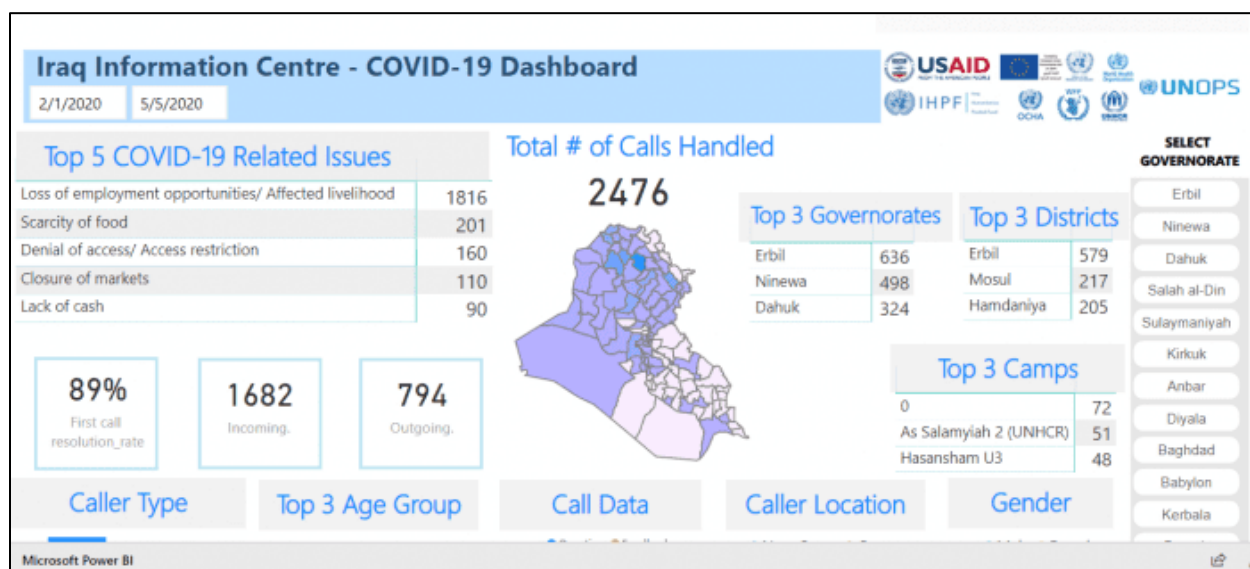 Iraq Information Centre - COVID-19 Dashboard
2/1/2020 5/5/2020
USAID
IHPF
OCHA
UNHCR
UNOPS
Top 5 COVID-19 Related Issues
Loss of employment opportunities/ Affected livelihood 1816
Scarcity of food 201
Denial of access/ Access restriction 160
Closure of markets 110
Lack of cash 90
Total # of Calls Handled
2476
Top 3 Governorates
Erbil 636
Ninewa 498
Dahuk 324
Top 3 Districts
Erbil 579
Mosul 217
Hamdaniya 205
SELECT
GOVERNORATE
Erbil
Ninewa
Dahuk
Salah al-Din
Sulaymaniyah
Kirkuk
Anbar
Diyala
Baghdad
Babylon
Kerbala
89%
First call
resolution_rate
1682
Incoming.
794
Outgoing.
Top 3 Camps
0 72
As Salamyiah 2 (UNHCR) 51
Hasansham U3 48
Caller Type
Top 3 Age Group
Call Data
Caller Location
Gender
Microsoft Power BI